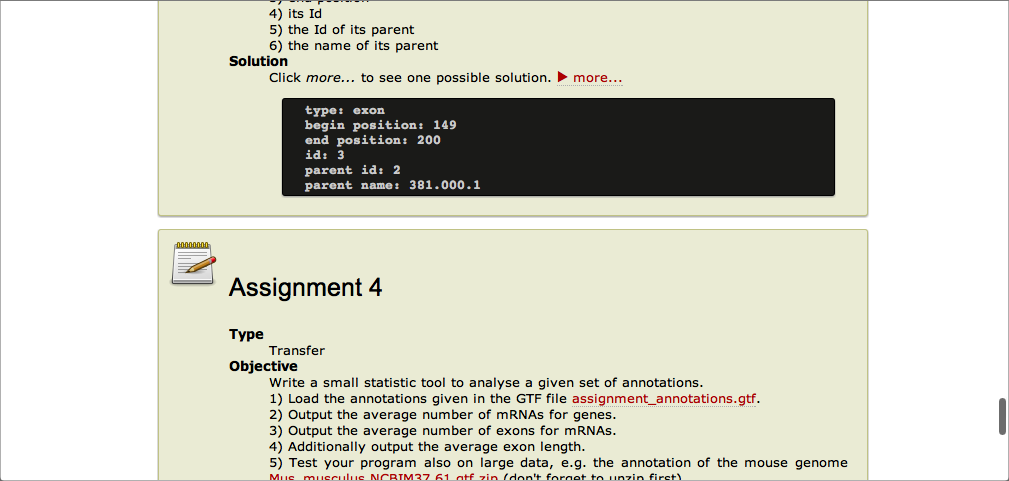 3) end position
4) its Id
5) the Id of its parent
6) the name of its parent
Solution
Click more... to see one possible solution. ▶ more...
type: exon
begin position: 149
end position: 200
id: 3
parent id: 2
parent name: 381.000.1
Assignment 4
Type
Transfer
Objective
Write a small statistic tool to analyse a given set of annotations.
1) Load the annotations given in the GTF file assignment_annotations.gtf.
2) Output the average number of mRNAs for genes.
3) Output the average number of exons for mRNAs.
4) Additionally output the average exon length.
5) Test your program also on large data, e.g. the annotation of the mouse genome
Mus_musculus.NCBIM37.61.gtf.zip (don't forget to unzip first)